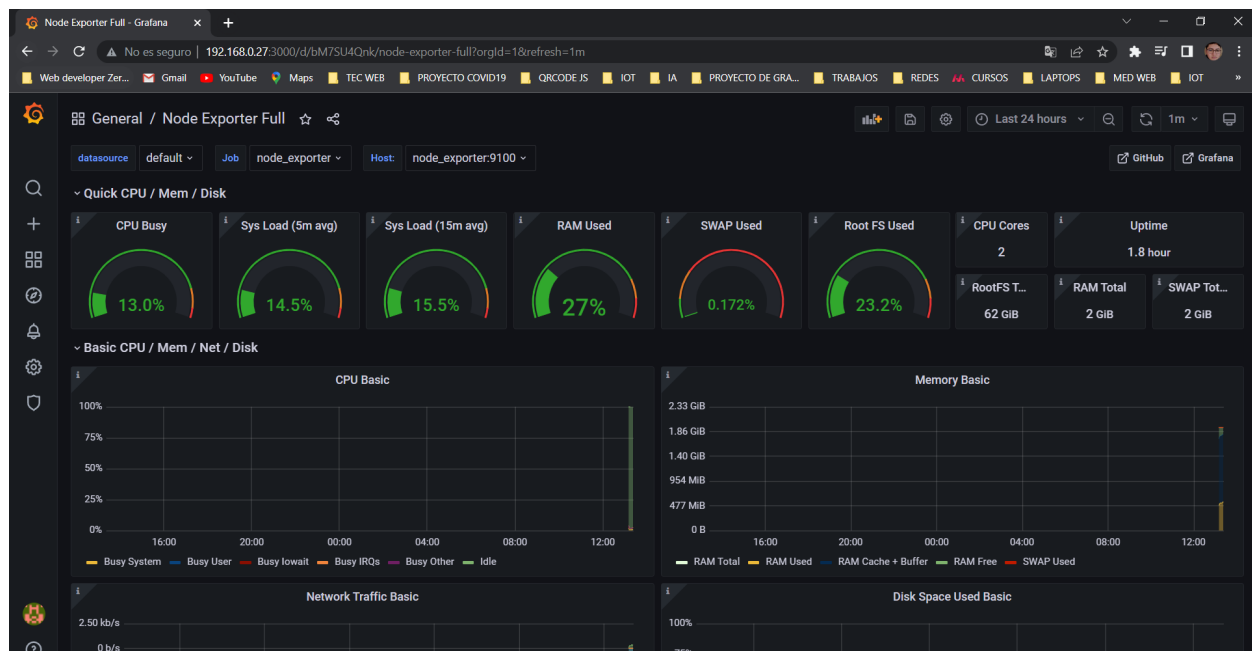 Node Exporter Full - Grafana
No es seguro | 192.168.0.27:3000/d/bM7SU4Qnk/node-exporter-full?orgId=1&refresh=1m
Web developer Zer... Gmail YouTube Maps TEC WEB PROYECTO COVID19 QRCODE JS IOT IA PROYECTO DE GRA... TRABAJOS REDES CURSOS LAPTOPS MED WEB IOT »
General / Node Exporter Full Last 24 hours 1m
datasource default Job node_exporter Host: node_exporter:9100 GitHub Grafana
Quick CPU / Mem / Disk
CPU Busy Sys Load (5m avg) Sys Load (15m avg) RAM Used SWAP Used Root FS Used CPU Cores Uptime
2 1.8 hour
RootFS T... RAM Total SWAP Tot...
13.0% 14.5% 15.5% 27% 0.172% 23.2% 62 GiB 2 GiB 2 GiB
Basic CPU / Mem / Net / Disk
CPU Basic
100%
75%
50%
25%
0%
16:00 20:00 00:00 04:00 08:00 12:00
Busy System Busy User Busy Iowait Busy IRQs Busy Other Idle
Memory Basic
2.33 GiB
1.86 GiB
1.40 GiB
954 MiB
477 MiB
0 B
16:00 20:00 00:00 04:00 08:00 12:00
RAM Total RAM Used RAM Cache + Buffer RAM Free SWAP Used
Network Traffic Basic
2.50 kb/s
0 b/s
Disk Space Used Basic
100%
75%